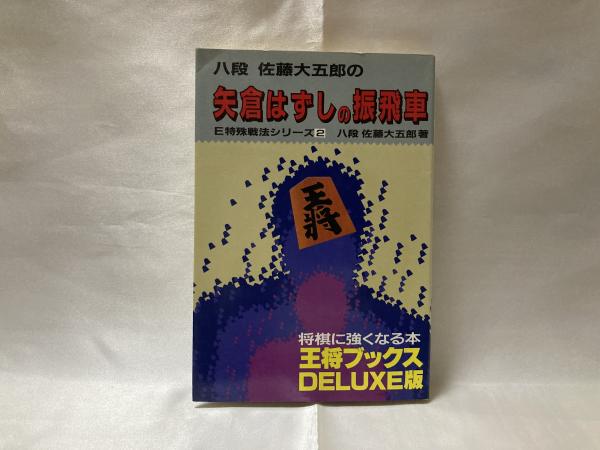 八段 佐藤大五郎の
矢倉はずしの振飛車
E特殊戦法シリーズ2 八段 佐藤大五郎著
王将
将棋に強くなる本
王将ブックス
DELUXE版